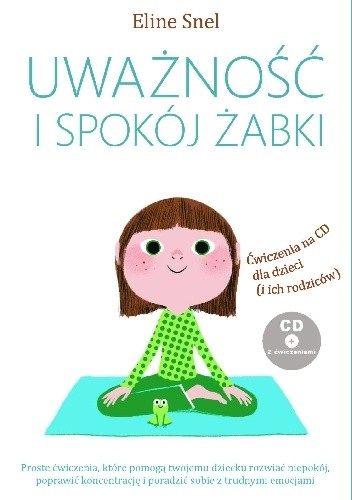 Eline Snel
UWAŻNOŚĆ
I SPOKÓJ ŻABKI
Ćwiczenia na CD
dla dzieci
(i ich rodziców)
CD
+
z ćwiczeniami
Proste ćwiczenia, które pomogą twojemu dziecku rozwiać niepokój,
poprawić koncentrację i poradzić sobie z trudnymi emocjami